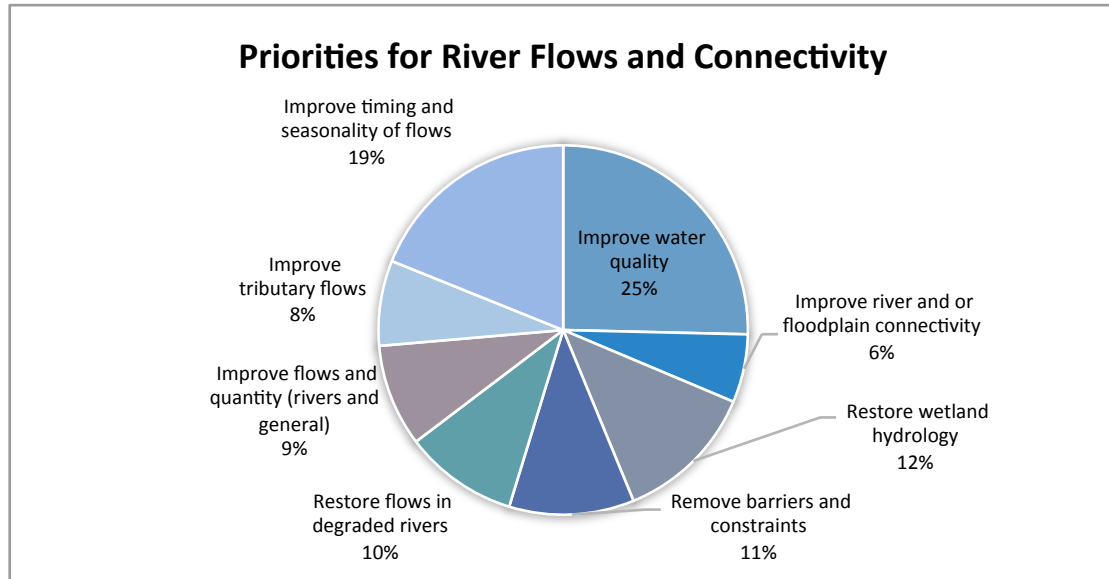 Priorities for River Flows and Connectivity
Improve timing and
seasonality of flows
19%
Improve water
quality
25%
Improve
tributary flows
8%
Improve river and or
floodplain connectivity
6%
Improve flows and
quantity (rivers and
general)
9%
Restore wetland
hydrology
12%
Restore flows in
degraded rivers
10%
Remove barriers and
constraints
11%